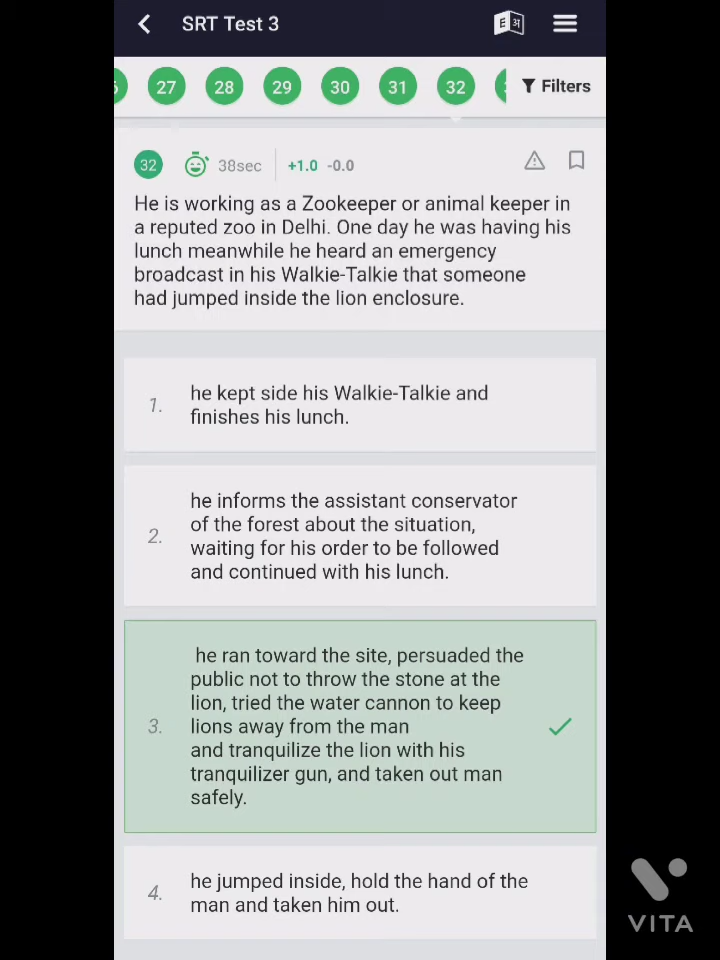 SRT Test 3
27 28 29 30 31 32 Filters
32 38sec +1.0 -0.0
He is working as a Zookeeper or animal keeper in
a reputed zoo in Delhi. One day he was having his
lunch meanwhile he heard an emergency
broadcast in his Walkie-Talkie that someone
had jumped inside the lion enclosure.
1. he kept side his Walkie-Talkie and
finishes his lunch.
2. he informs the assistant conservator
of the forest about the situation,
waiting for his order to be followed
and continued with his lunch.
3. he ran toward the site, persuaded the
public not to throw the stone at the
lion, tried the water cannon to keep
lions away from the man
and tranquilize the lion with his
tranquilizer gun, and taken out man
safely.
4. he jumped inside, hold the hand of the
man and taken him out.
VITA